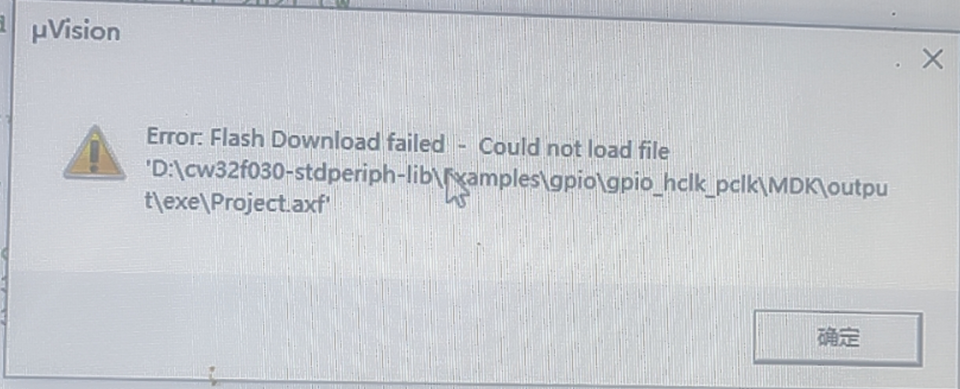 µVision
Error: Flash Download failed - Could not load file
'D:\cw32f030-stdperiph-lib\Examples\gpio\gpio_hclk_pclk\MDK\outpu
t\exe\Project.axf'
确定